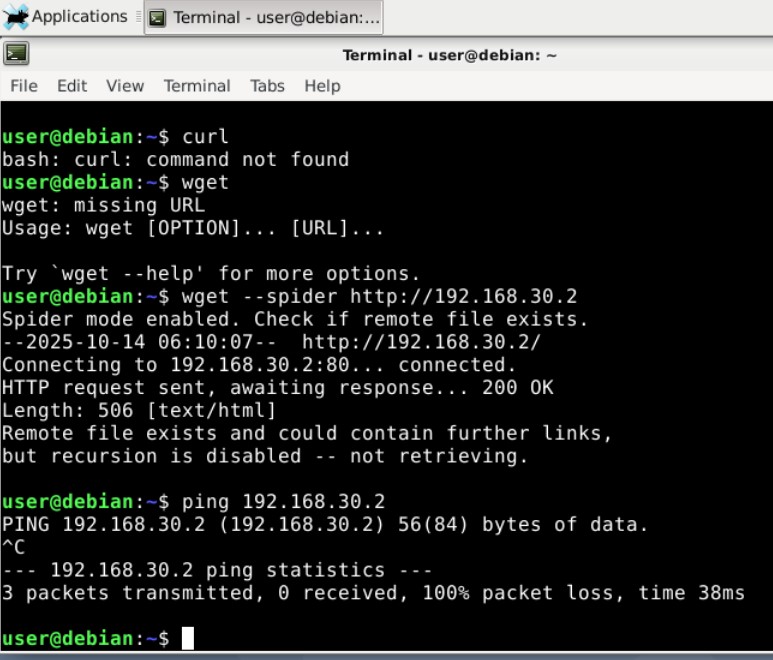 Applications
Terminal - user@debian:...
Terminal - user@debian: ~
File Edit View Terminal Tabs Help
user@debian:~$ curl
bash: curl: command not found
user@debian:~$ wget
wget: missing URL
Usage: wget [OPTION]... [URL]...
Try `wget --help' for more options.
user@debian:~$ wget --spider http://192.168.30.2
Spider mode enabled. Check if remote file exists.
--2025-10-14 06:10:07--  http://192.168.30.2/
Connecting to 192.168.30.2:80... connected.
HTTP request sent, awaiting response... 200 OK
Length: 506 [text/html]
Remote file exists and could contain further links,
but recursion is disabled -- not retrieving.
user@debian:~$ ping 192.168.30.2
PING 192.168.30.2 (192.168.30.2) 56(84) bytes of data.
^C
--- 192.168.30.2 ping statistics ---
3 packets transmitted, 0 received, 100% packet loss, time 38ms
user@debian:~$